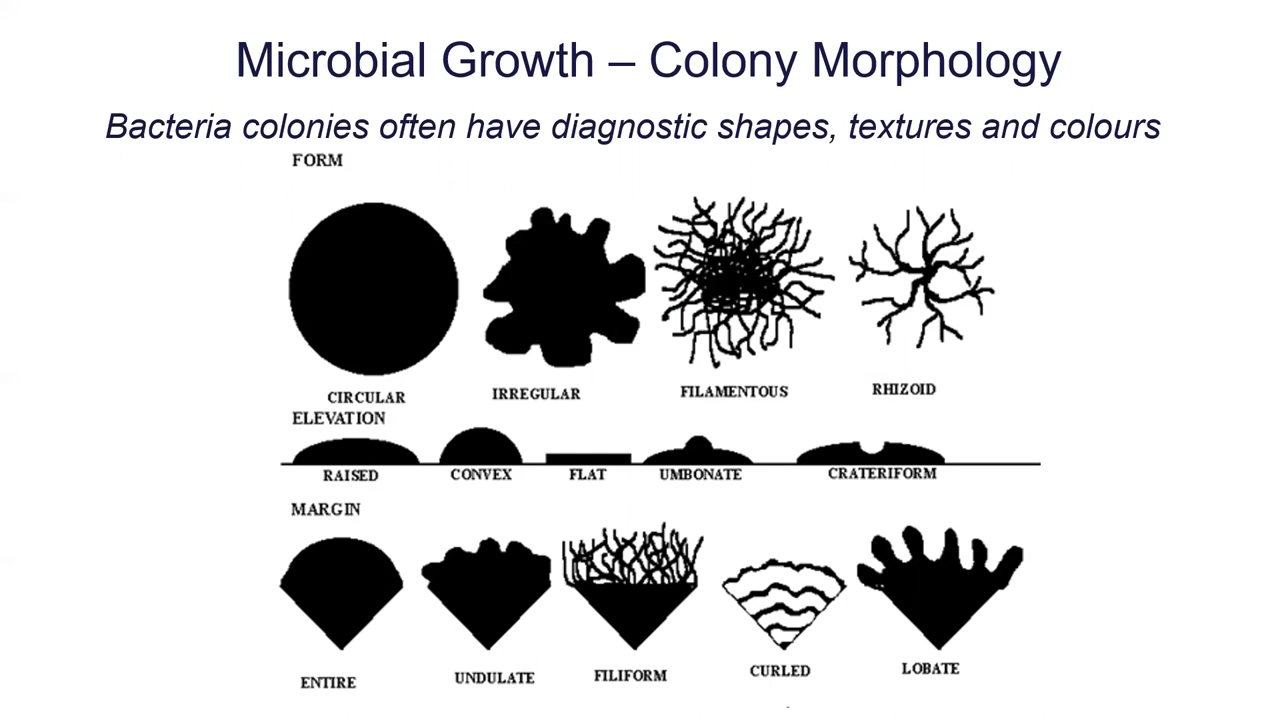 Microbial Growth – Colony Morphology
Bacteria colonies often have diagnostic shapes, textures and colours
FORM
CIRCULAR IRREGULAR FILAMENTOUS RHIZOID
ELEVATION
RAISED CONVEX FLAT UMBONATE CRATERIFORM
MARGIN
ENTIRE UNDULATE FILIFORM CURLED LOBATE